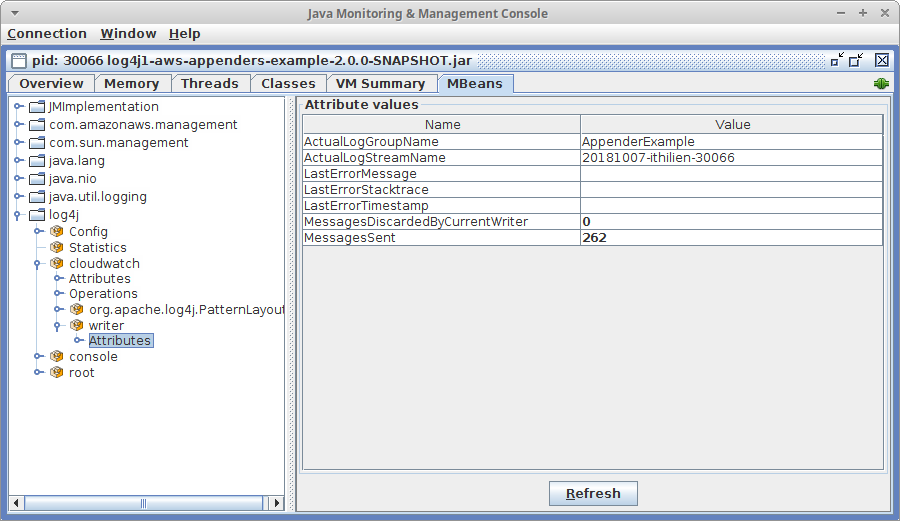 Java Monitoring & Management Console
Connection Window Help
pid: 30066 log4j1-aws-appenders-example-2.0.0-SNAPSHOT.jar
Overview Memory Threads Classes VM Summary MBeans
JMImplementation
com.amazonaws.management
com.sun.management
java.lang
java.nio
java.util.logging
log4j
Config
Statistics
cloudwatch
Attributes
Operations
org.apache.log4j.PatternLayout
writer
Attributes
console
root
Attribute values
Name Value
ActualLogGroupName AppenderExample
ActualLogStreamName 20181007-ithilien-30066
LastErrorMessage
LastErrorStacktrace
LastErrorTimestamp
MessagesDiscardedByCurrentWriter 0
MessagesSent 262
Refresh